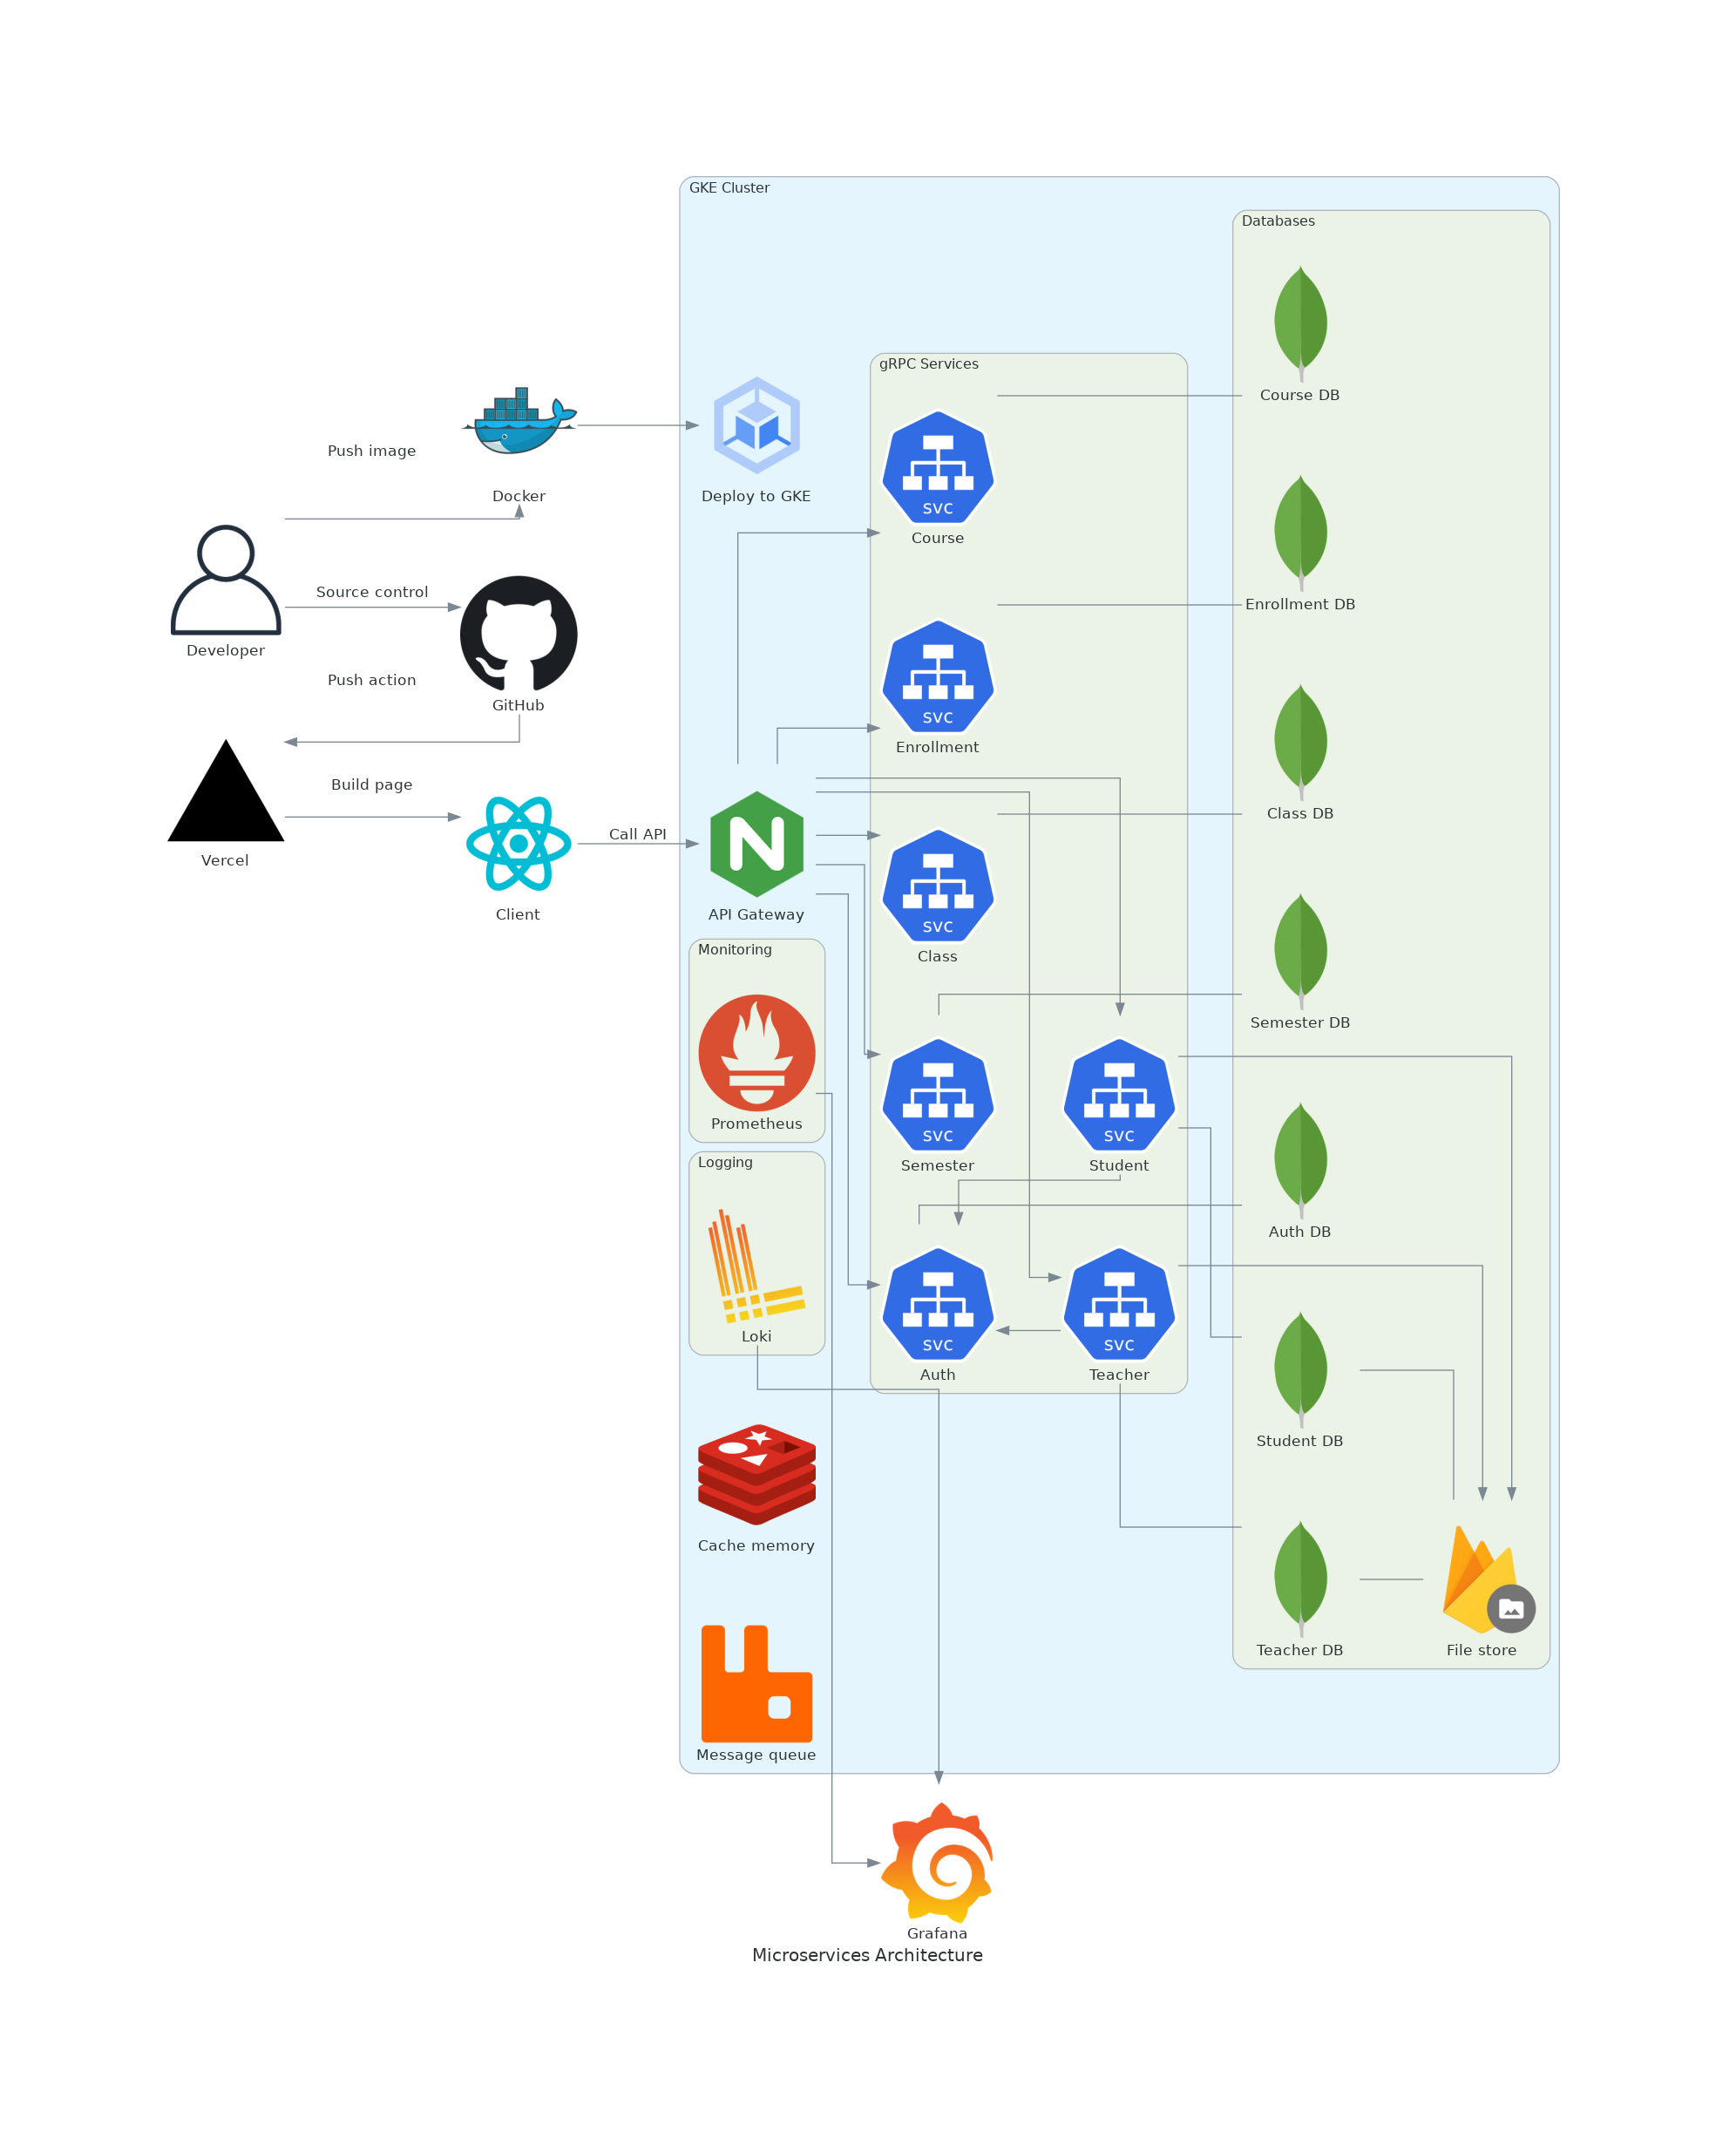 GKE Cluster
Databases
Course DB
gRPC Services
Push image
Docker
Deploy to GKE
svc
Course
Source control
Enrollment DB
Developer
Push action
GitHub
svc
Enrollment
Build page
Vercel
Call API
Client
N
API Gateway
Class DB
svc
Class
Monitoring
Prometheus
Semester DB
Logging
Loki
svc
Semester
svc
Student
Auth DB
svc
Auth
svc
Teacher
Student DB
Cache memory
Teacher DB
File store
Message queue
Grafana
Microservices Architecture